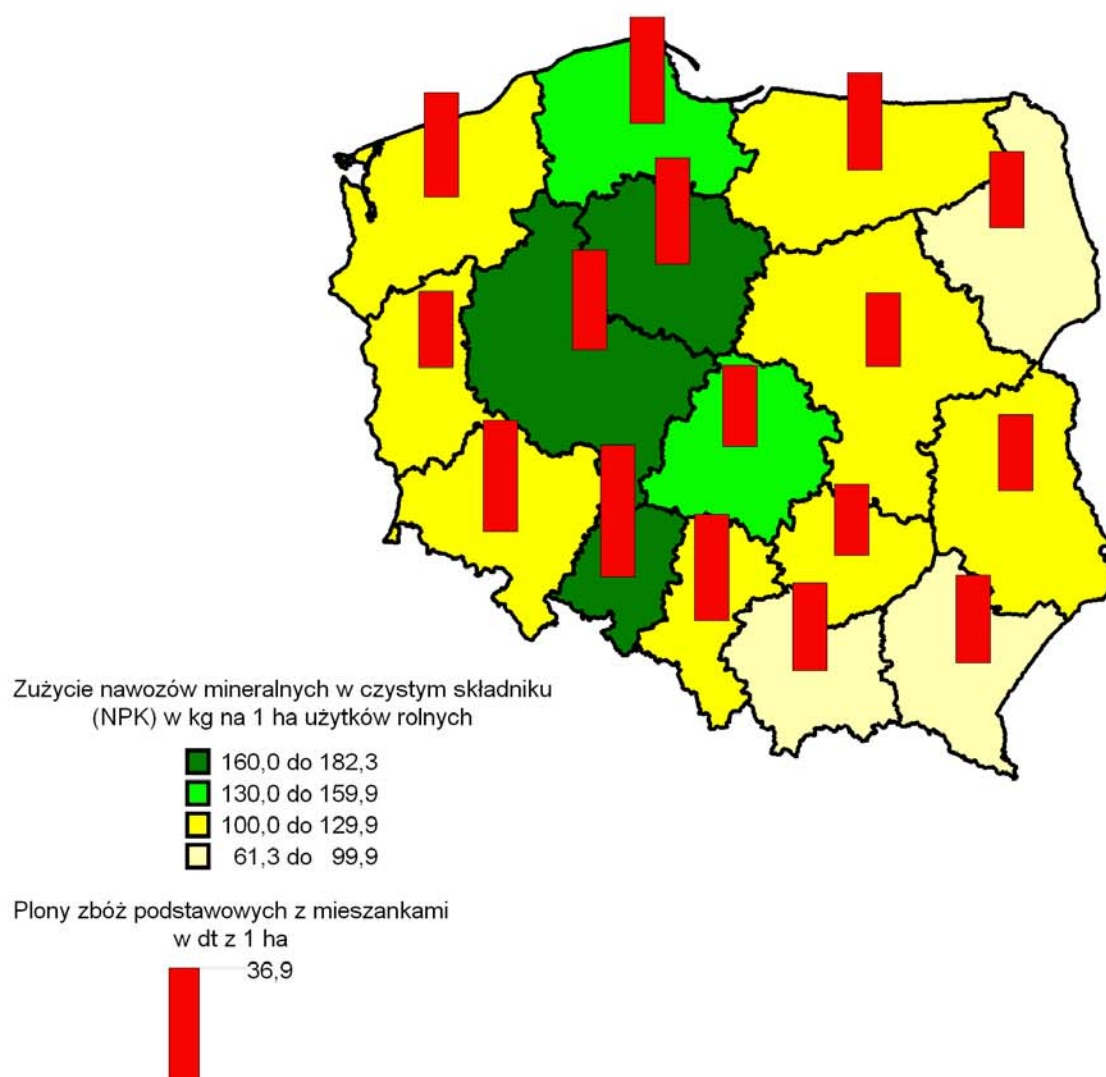 Zużycie nawozów mineralnych w czystym składniku
(NPK) w kg na 1 ha użytków rolnych
160,0 do 182,3
130,0 do 159,9
100,0 do 129,9
61,3 do 99,9
Plony zbóż podstawowych z mieszankami
w dt z 1 ha
36,9